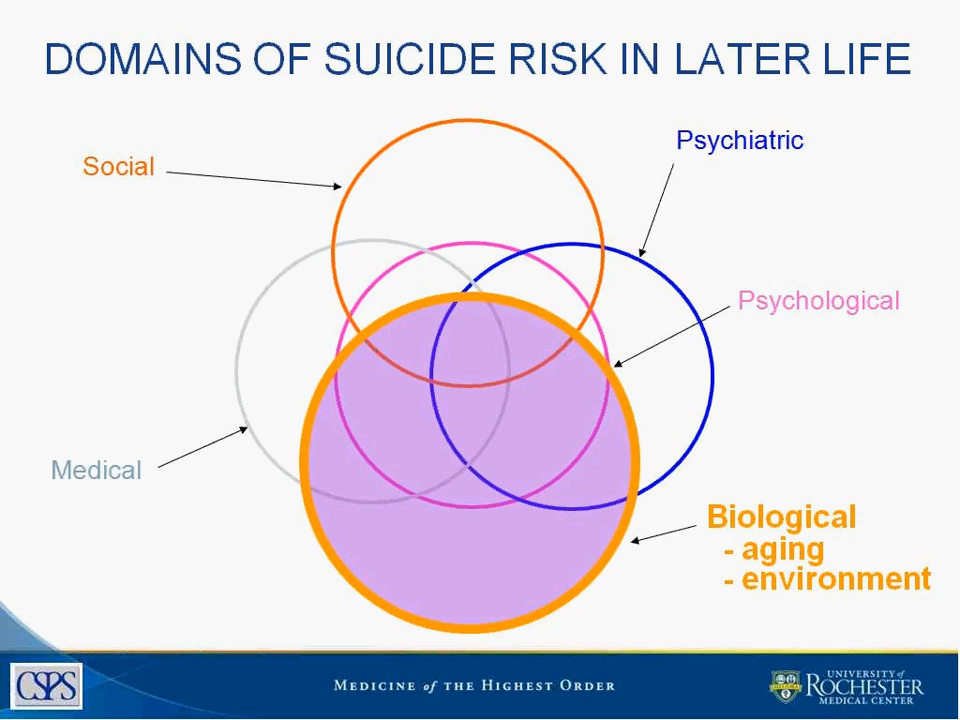 DOMAINS OF SUICIDE RISK IN LATER LIFE
Psychiatric
Social
Psychological
Medical
Biological
- aging
- environment
CSPS
MEDICINE of THE HIGHEST ORDER
UNIVERSITY of
ROCHESTER
MEDICAL CENTER